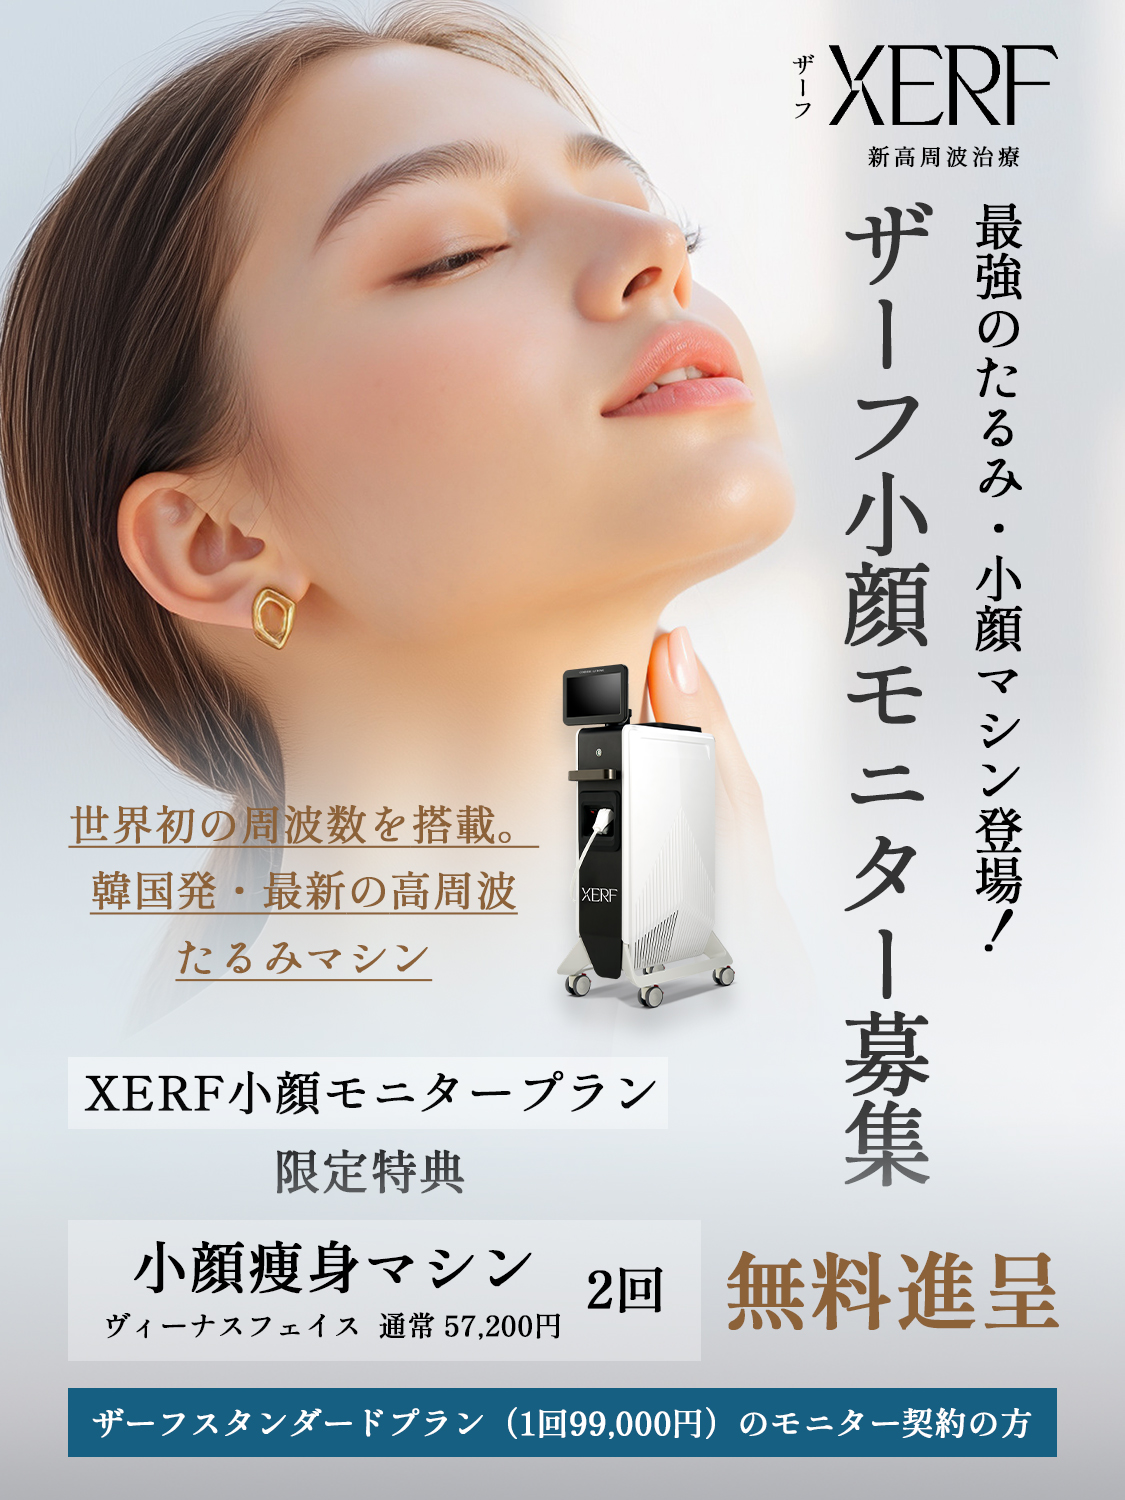 ザーフ
XERF
新高周波治療
最強のたるみ・小顔マシン登場！
ザーフ小顔モニター募集
世界初の周波数を搭載。
韓国発・最新の高周波
たるみマシン
XERF
XERF小顔モニタープラン
限定特典
小顔痩身マシン
ヴィーナスフェイス 通常 57,200円
2回
無料進呈
ザーフスタンダードプラン（1回99,000円）のモニター契約の方